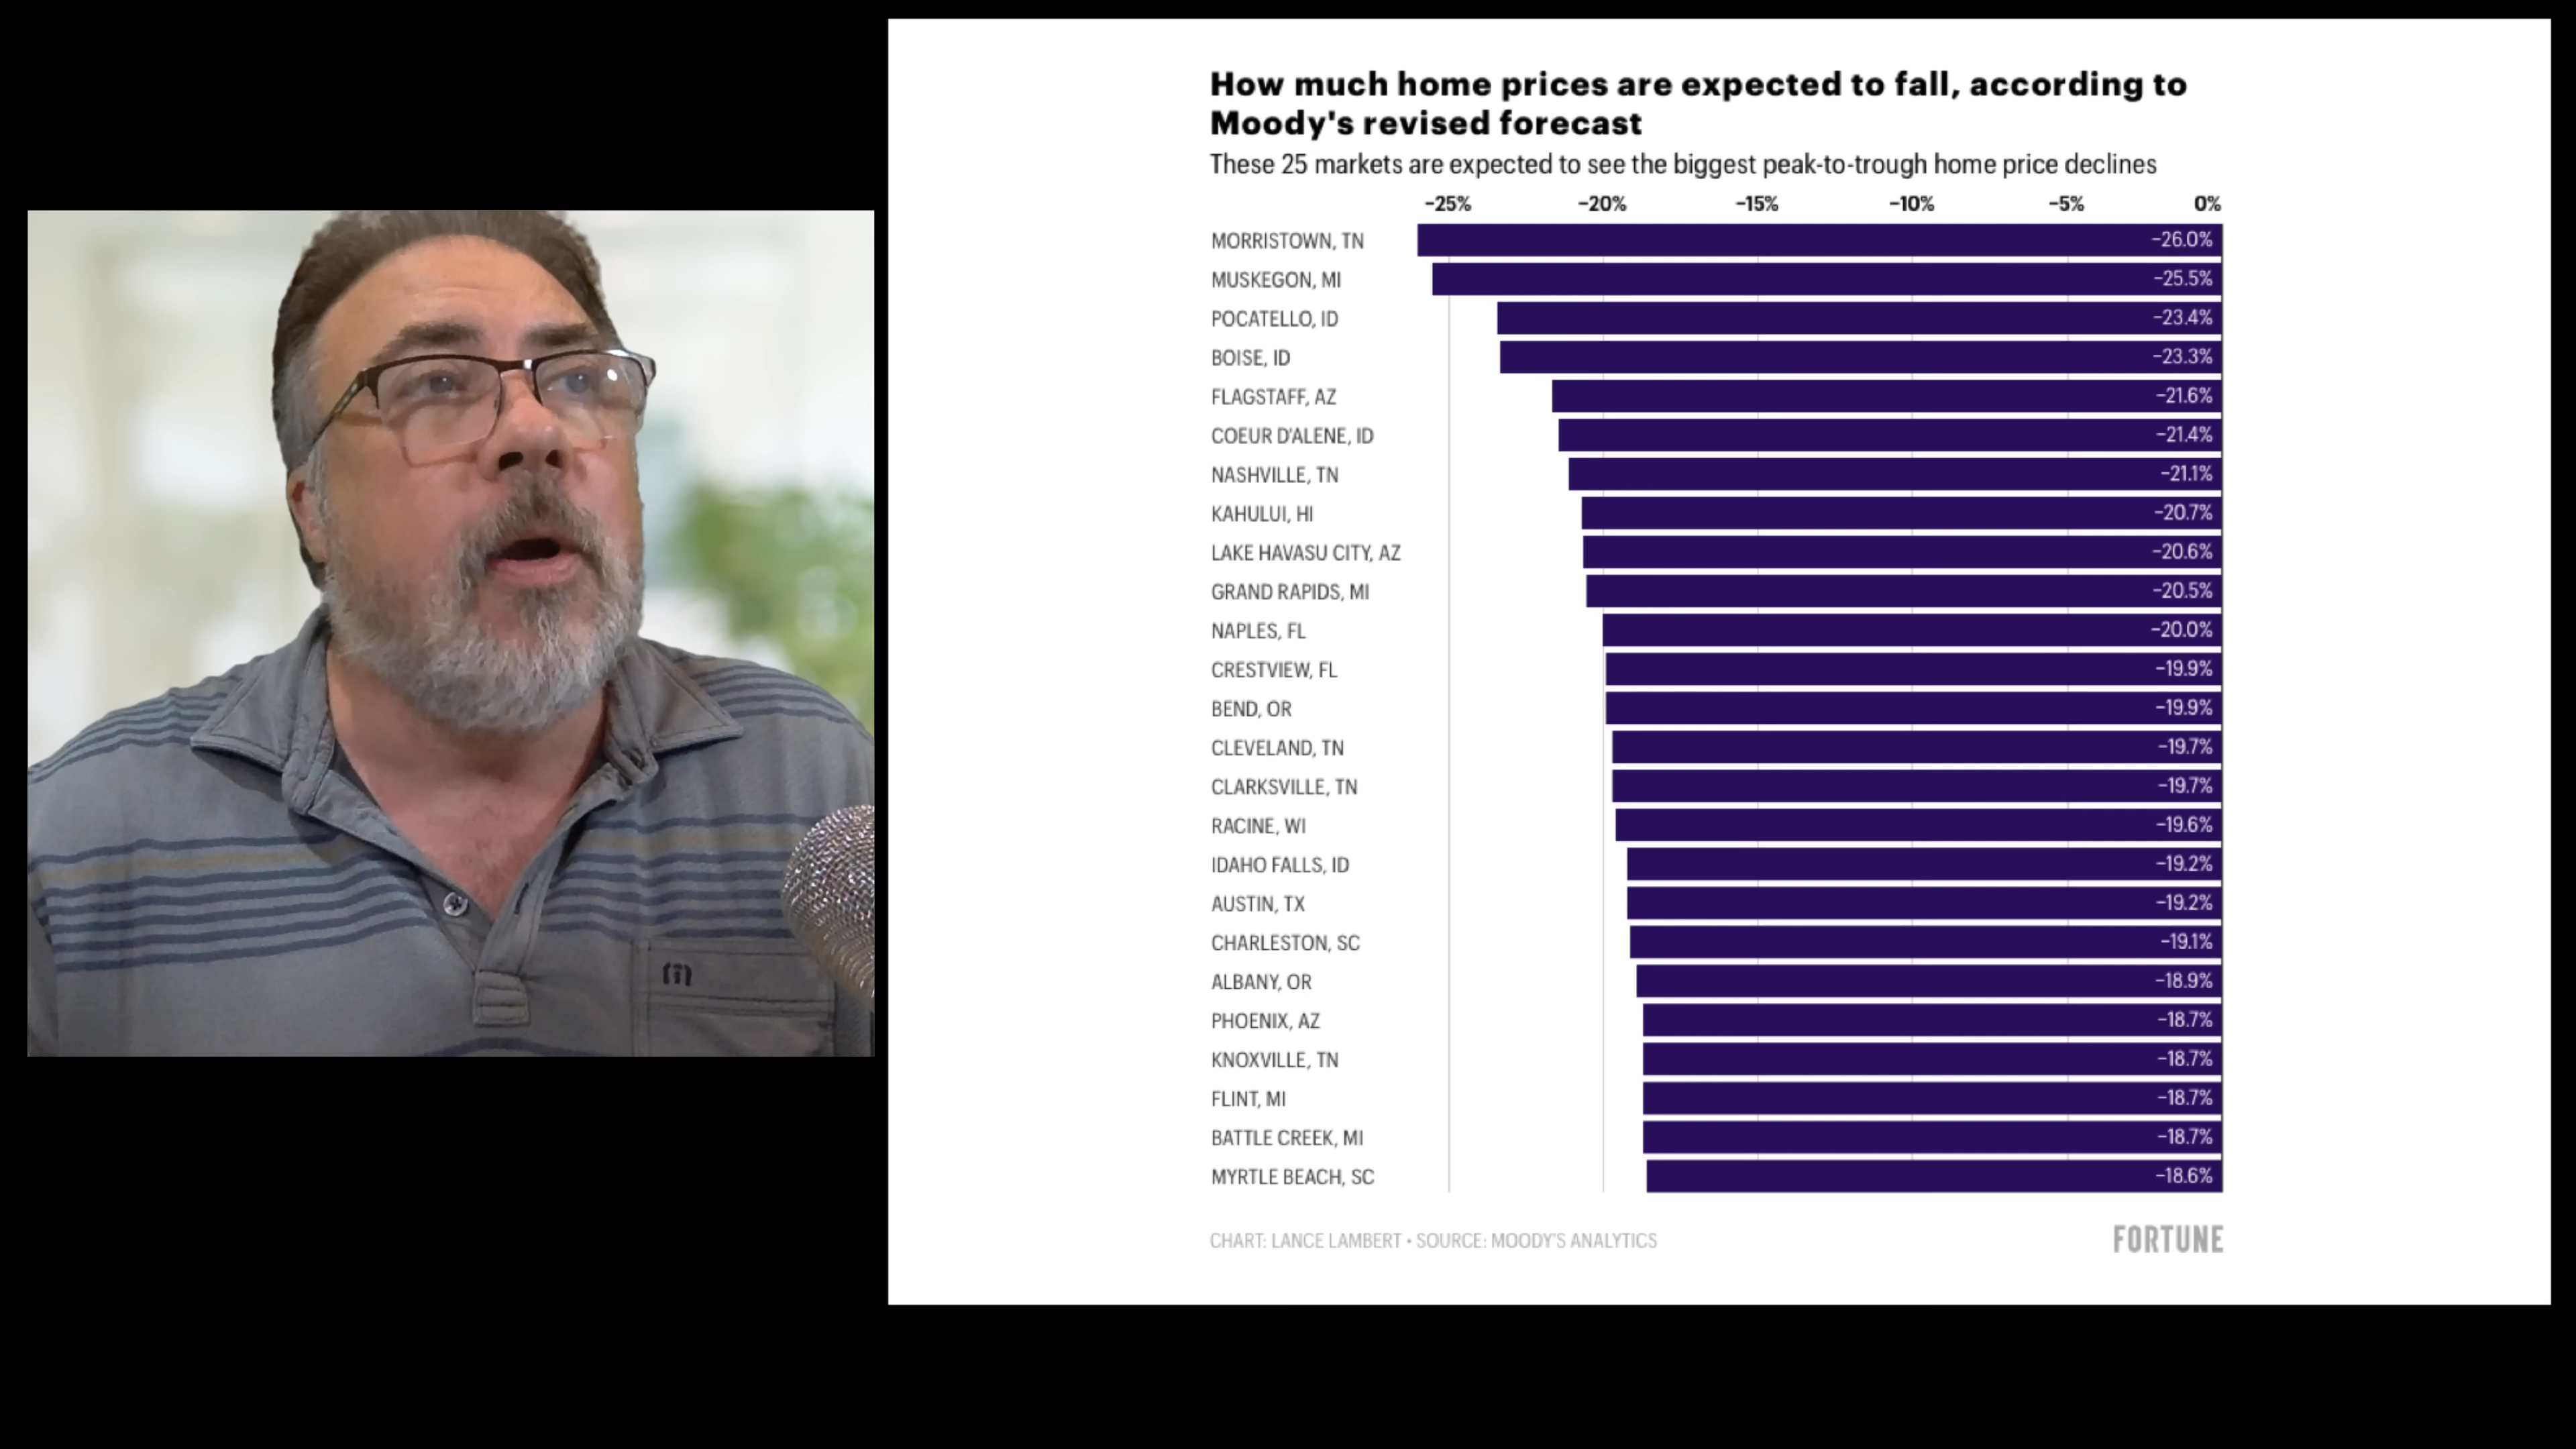 How much home prices are expected to fall, according to
Moody's revised forecast
These 25 markets are expected to see the biggest peak-to-trough home price declines
−25% −20% −15% −10% −5% 0%
MORRISTOWN, TN −26.0%
MUSKEGON, MI −25.5%
POCATELLO, ID −23.4%
BOISE, ID −23.3%
FLAGSTAFF, AZ −21.6%
COEUR D'ALENE, ID −21.4%
NASHVILLE, TN −21.1%
KAHULUI, HI −20.7%
LAKE HAVASU CITY, AZ −20.6%
GRAND RAPIDS, MI −20.5%
NAPLES, FL −20.0%
CRESTVIEW, FL −19.9%
BEND, OR −19.9%
CLEVELAND, TN −19.7%
CLARKSVILLE, TN −19.7%
RACINE, WI −19.6%
IDAHO FALLS, ID −19.2%
AUSTIN, TX −19.2%
CHARLESTON, SC −19.1%
ALBANY, OR −18.9%
PHOENIX, AZ −18.7%
KNOXVILLE, TN −18.7%
FLINT, MI −18.7%
BATTLE CREEK, MI −18.7%
MYRTLE BEACH, SC −18.6%
CHART: LANCE LAMBERT • SOURCE: MOODY'S ANALYTICS
FORTUNE